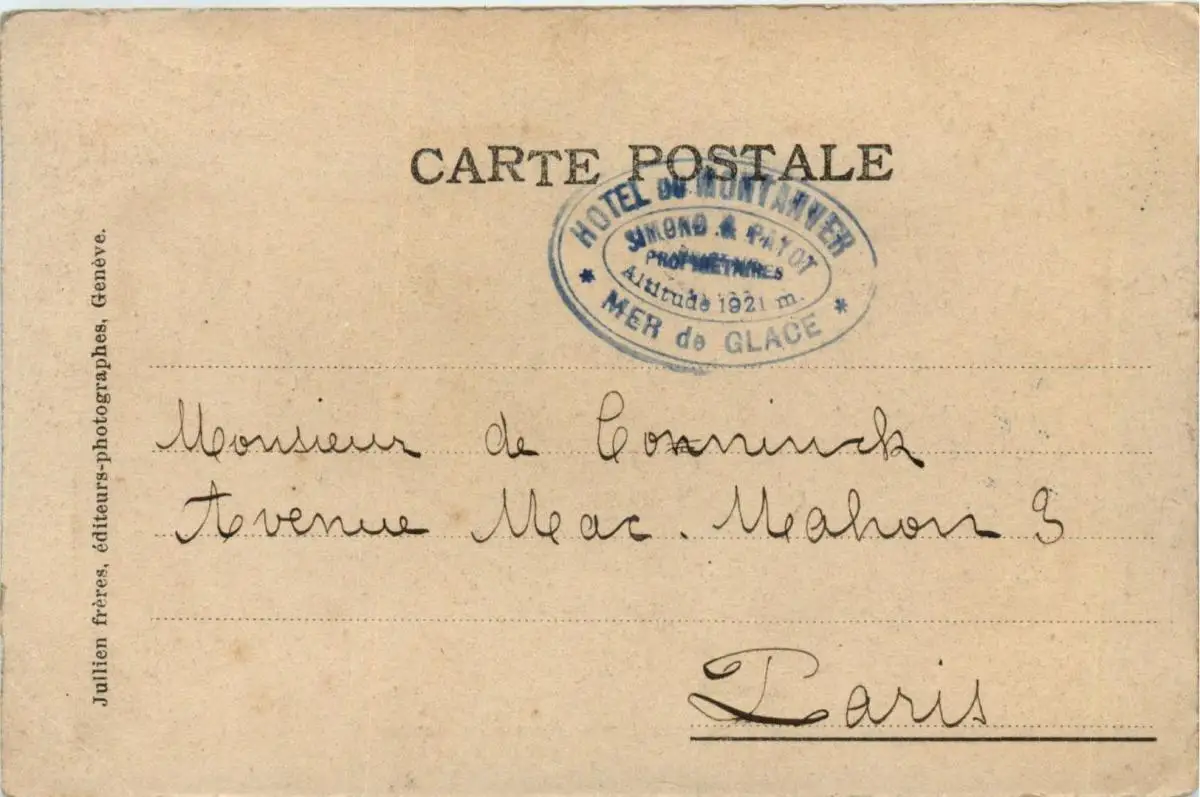 CARTE POSTALE
HOTEL DU MONTANVER
SIMOND & PAYOT
PROPRIETAIRES
Altitude 1921 m.
* MER de GLACE *
Monsieur de Conninck
Avenue Mac. Mahon 3
Paris
Jullien frères, éditeurs-photographes, Genève.